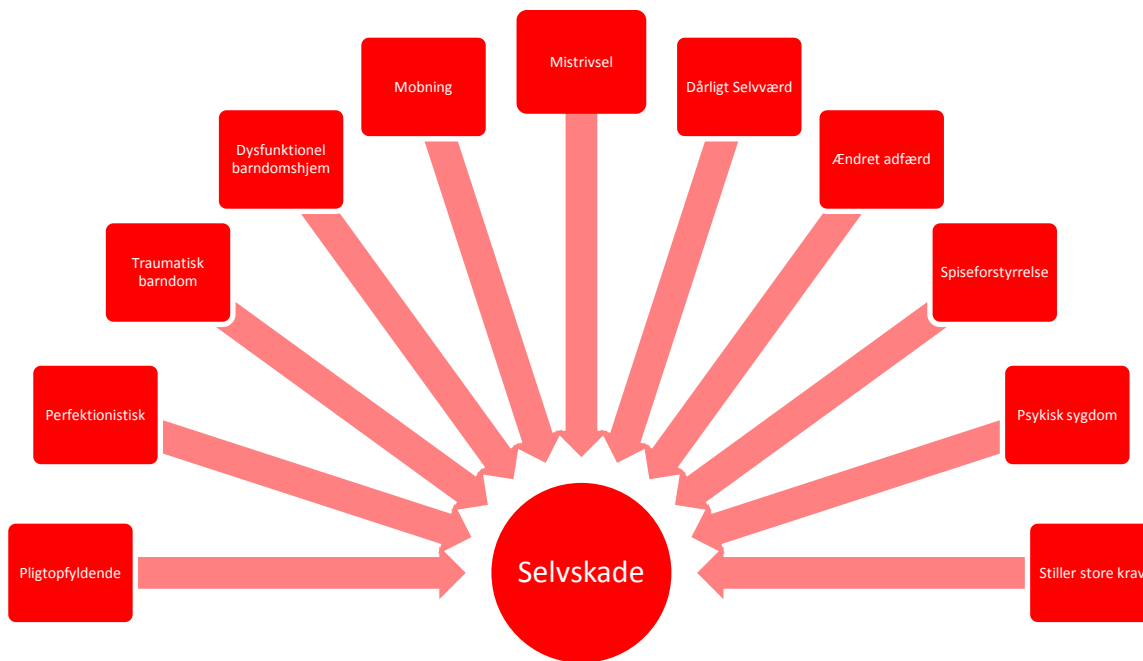 Pligtopfyldende
Perfektionistisk
Traumatisk
barndom
Dysfunktionel
barndomshjem
Mobning
Mistrivsel
Dårligt Selvværd
Ændret adfærd
Spiseforstyrrelse
Psykisk sygdom
Stiller store krav
Selvskade